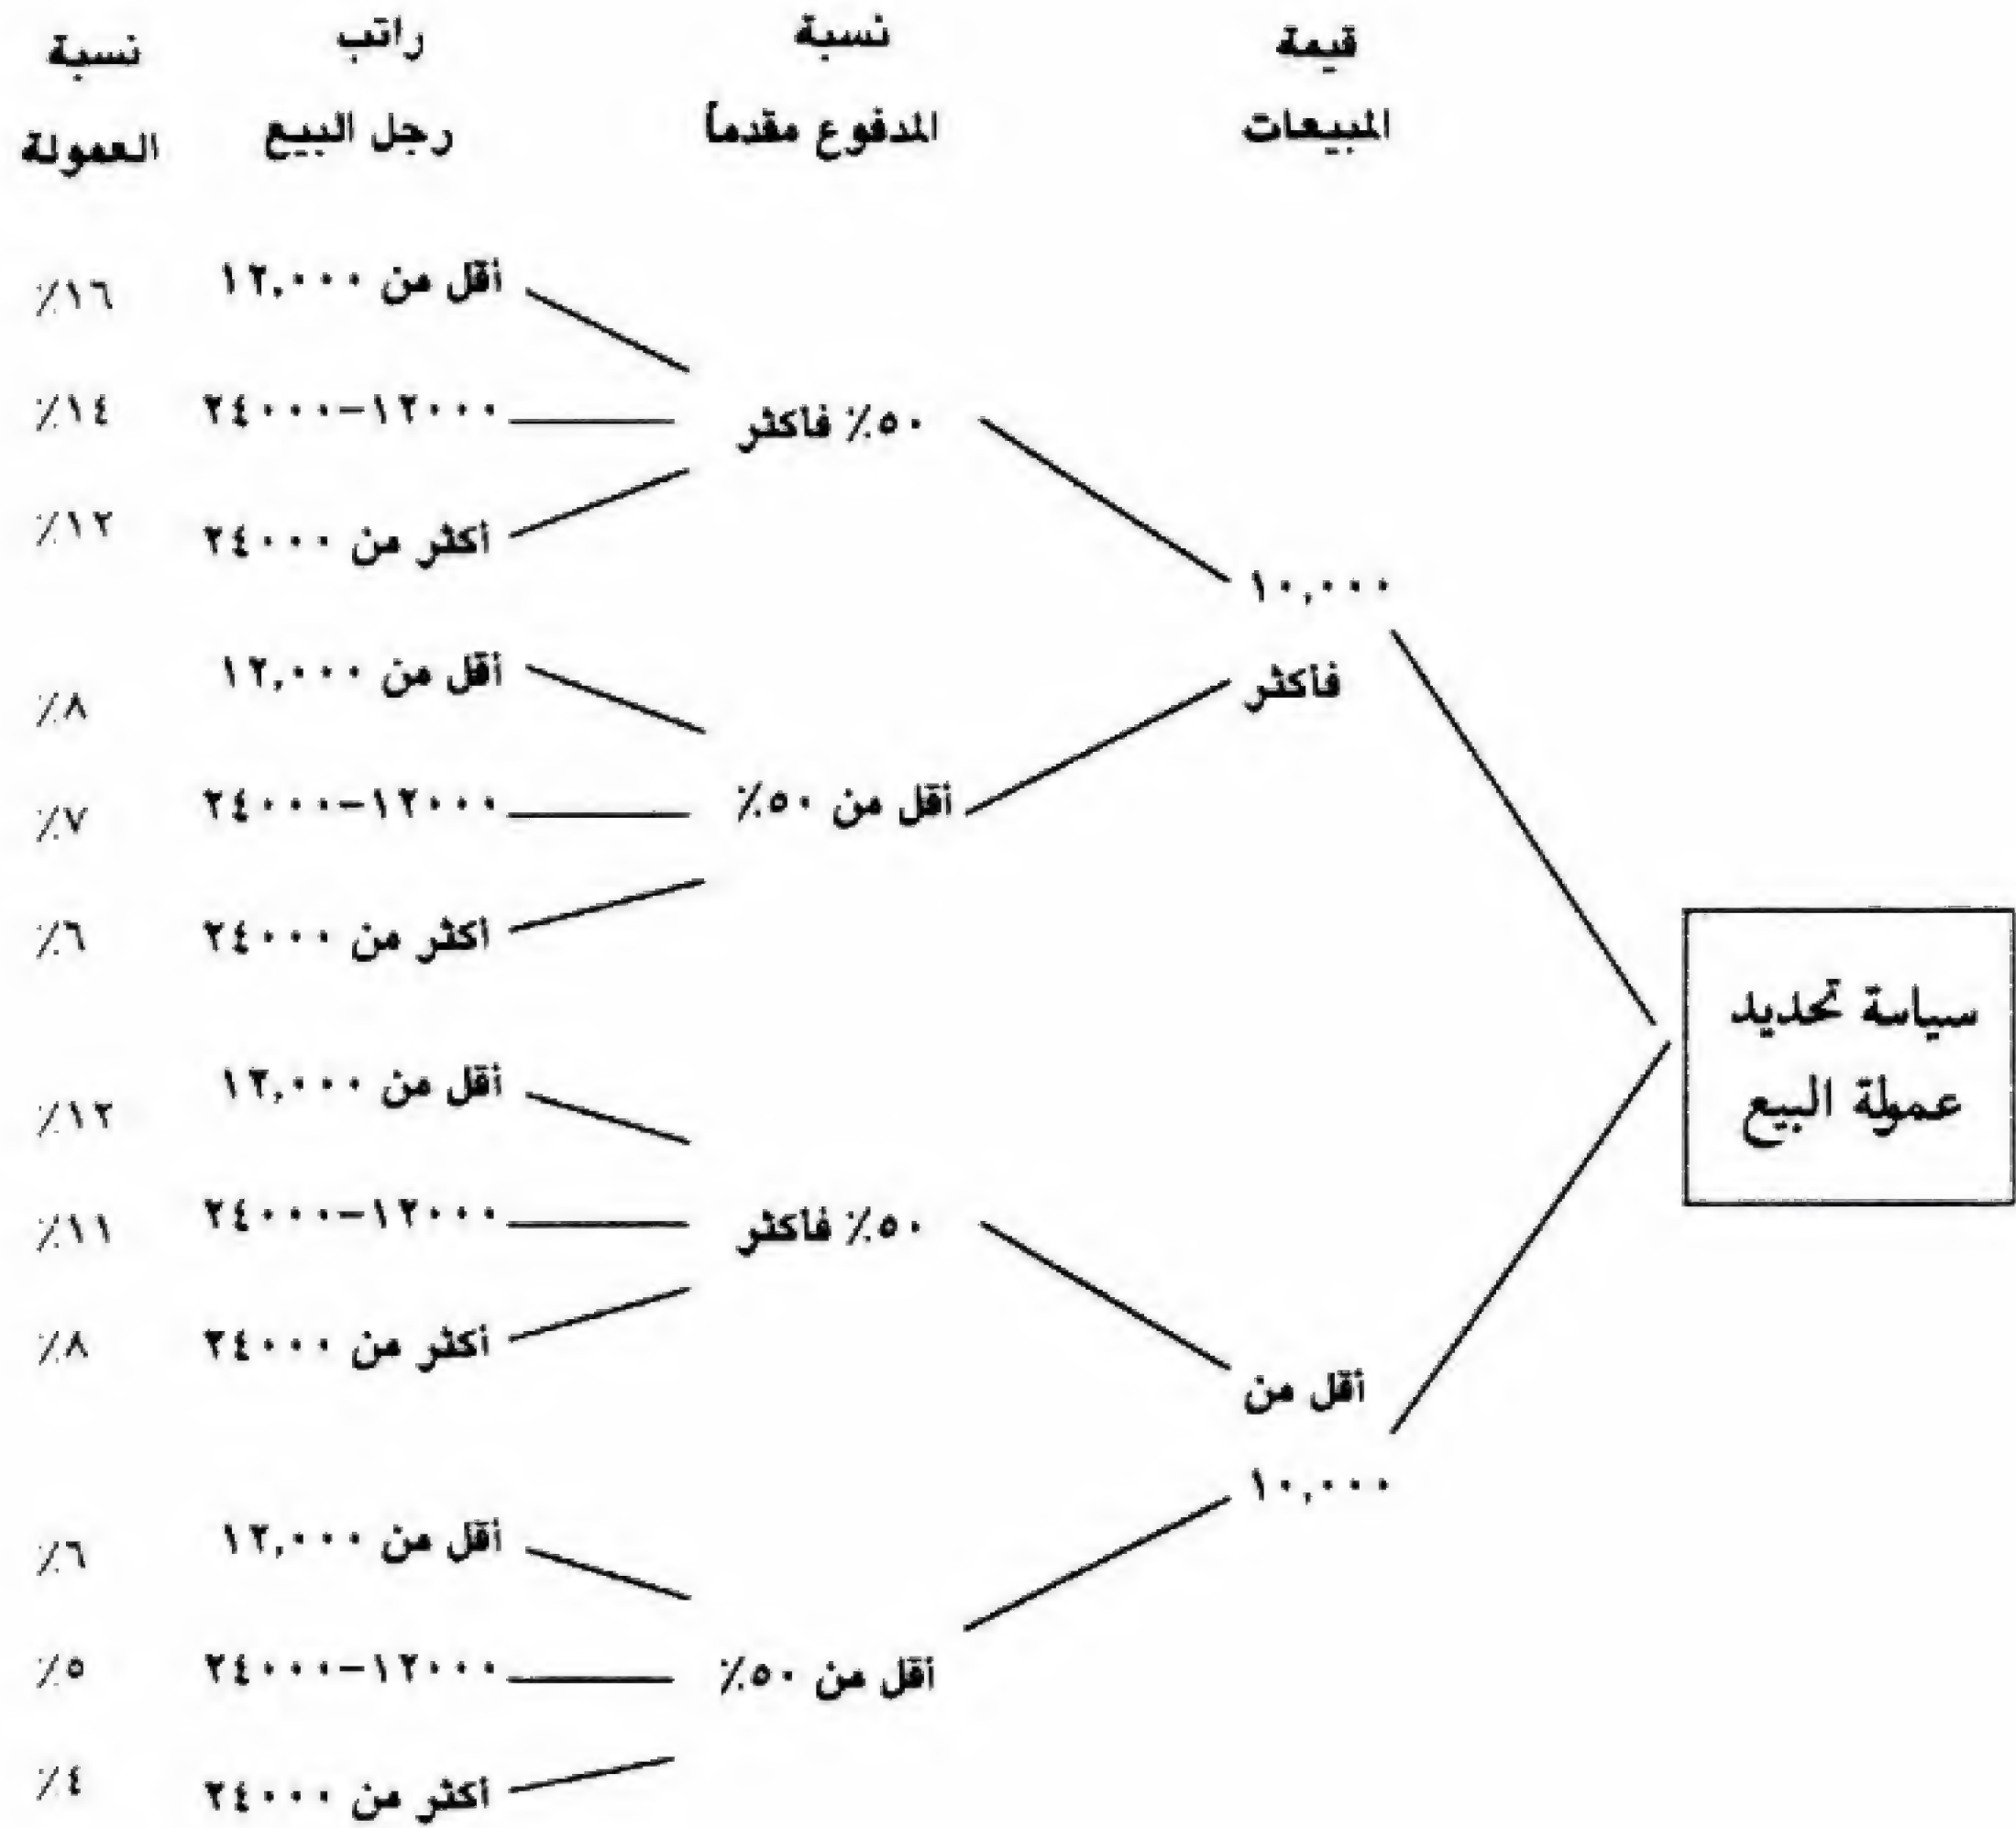 قيمة المبيعات
نسبة المدفوع مقدماً
راتب رجل البيع
نسبة العمولة
سياسة تحديد
عمولة البيع
١٠,٠٠٠
فأكثر
٥٠٪ فاكثر
أقل من ١٢,٠٠٠
٪١٦
١٢٠٠٠–٢٤٠٠٠
٪١٤
أكثر من ٢٤٠٠٠
٪١٢
أقل من ٥٠٪
أقل من ١٢,٠٠٠
٪٨
١٢٠٠٠–٢٤٠٠٠
٪٧
أكثر من ٢٤٠٠٠
٪٦
أقل من
١٠,٠٠٠
٥٠٪ فاكثر
أقل من ١٢,٠٠٠
٪١٢
١٢٠٠٠–٢٤٠٠٠
٪١١
أكثر من ٢٤٠٠٠
٪٨
أقل من ٥٠٪
أقل من ١٢,٠٠٠
٪٦
١٢٠٠٠–٢٤٠٠٠
٪٥
أكثر من ٢٤٠٠٠
٪٤